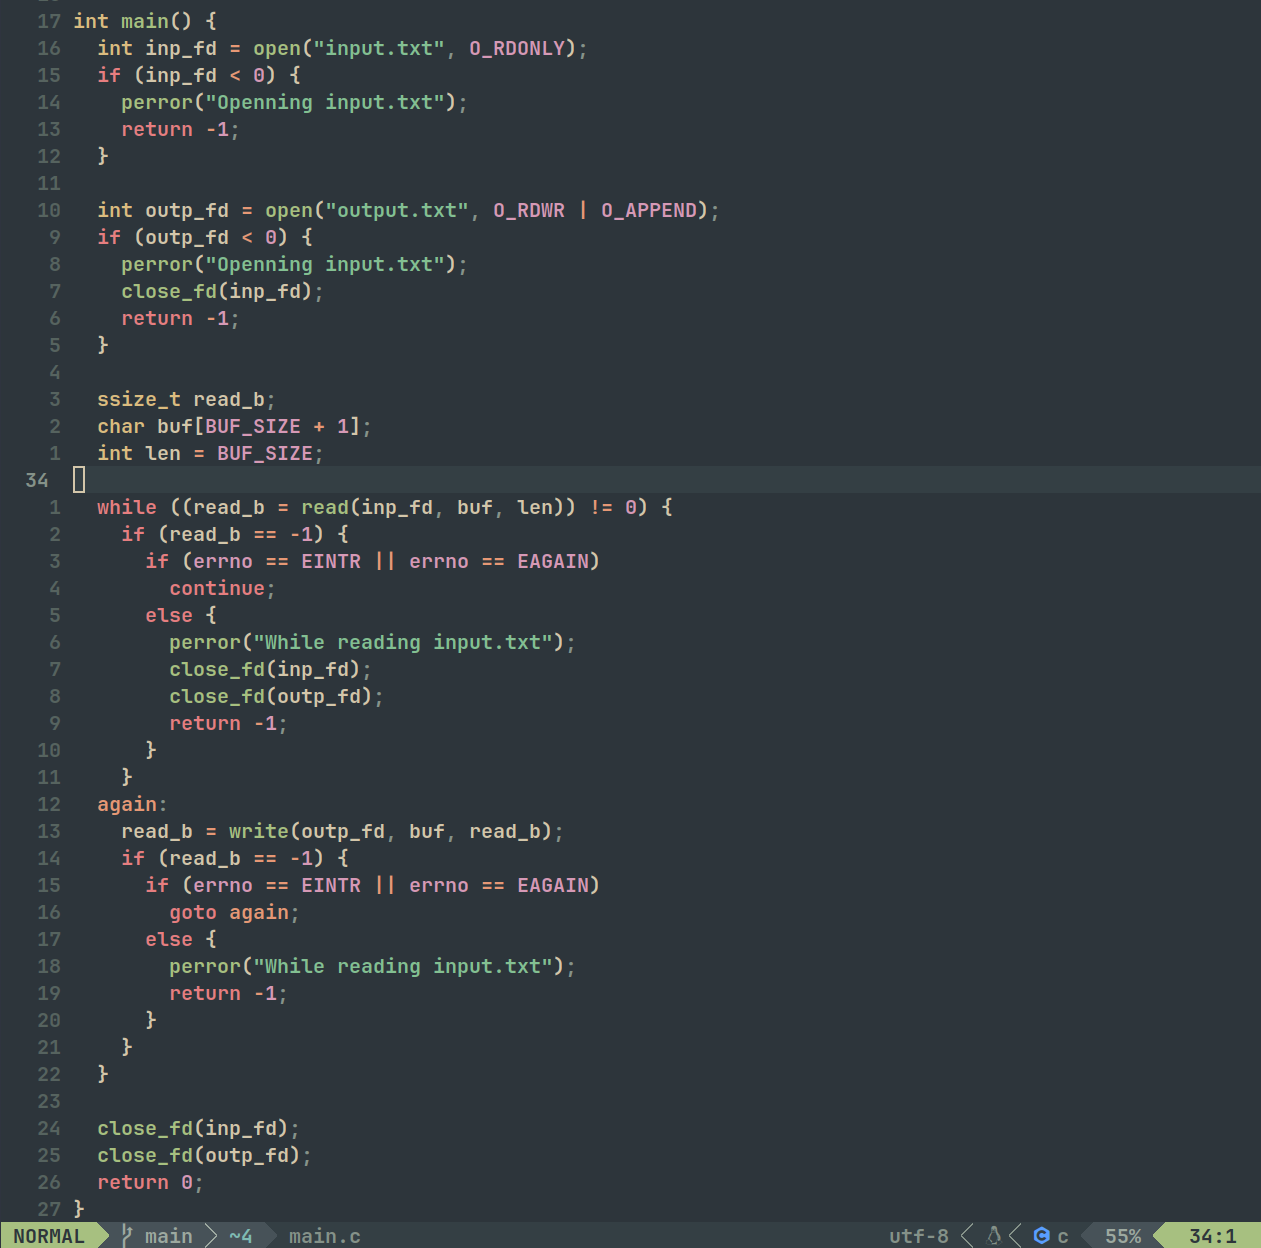 17 int main() {
16   int inp_fd = open("input.txt", O_RDONLY);
15   if (inp_fd < 0) {
14     perror("Openning input.txt");
13     return -1;
12   }
11
10   int outp_fd = open("output.txt", O_RDWR | O_APPEND);
9   if (outp_fd < 0) {
8     perror("Openning input.txt");
7     close_fd(inp_fd);
6     return -1;
5   }
4
3   ssize_t read_b;
2   char buf[BUF_SIZE + 1];
1   int len = BUF_SIZE;
34
1   while ((read_b = read(inp_fd, buf, len)) != 0) {
2     if (read_b == -1) {
3       if (errno == EINTR || errno == EAGAIN)
4         continue;
5       else {
6         perror("While reading input.txt");
7         close_fd(inp_fd);
8         close_fd(outp_fd);
9         return -1;
10       }
11     }
12   again:
13     read_b = write(outp_fd, buf, read_b);
14     if (read_b == -1) {
15       if (errno == EINTR || errno == EAGAIN)
16         goto again;
17       else {
18         perror("While reading input.txt");
19         return -1;
20       }
21     }
22   }
23
24   close_fd(inp_fd);
25   close_fd(outp_fd);
26   return 0;
27 }
NORMAL main ~4 main.c utf-8 c 55% 34:1